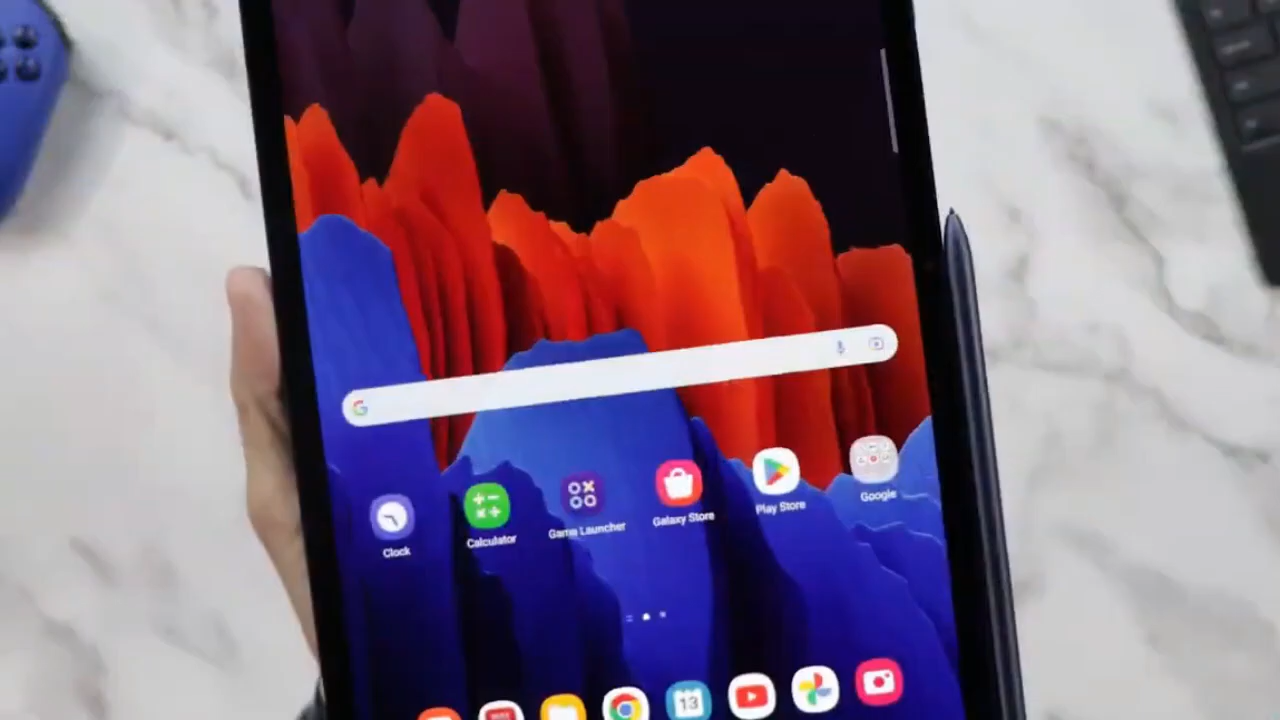 Clock
Calculator
Game Launcher
Galaxy Store
Play Store
Google
13